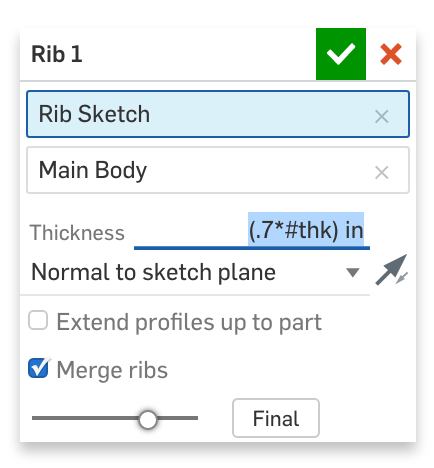 Rib 1
Rib Sketch
Main Body
Thickness (.7*#thk) in
Normal to sketch plane
Extend profiles up to part
Merge ribs
Final